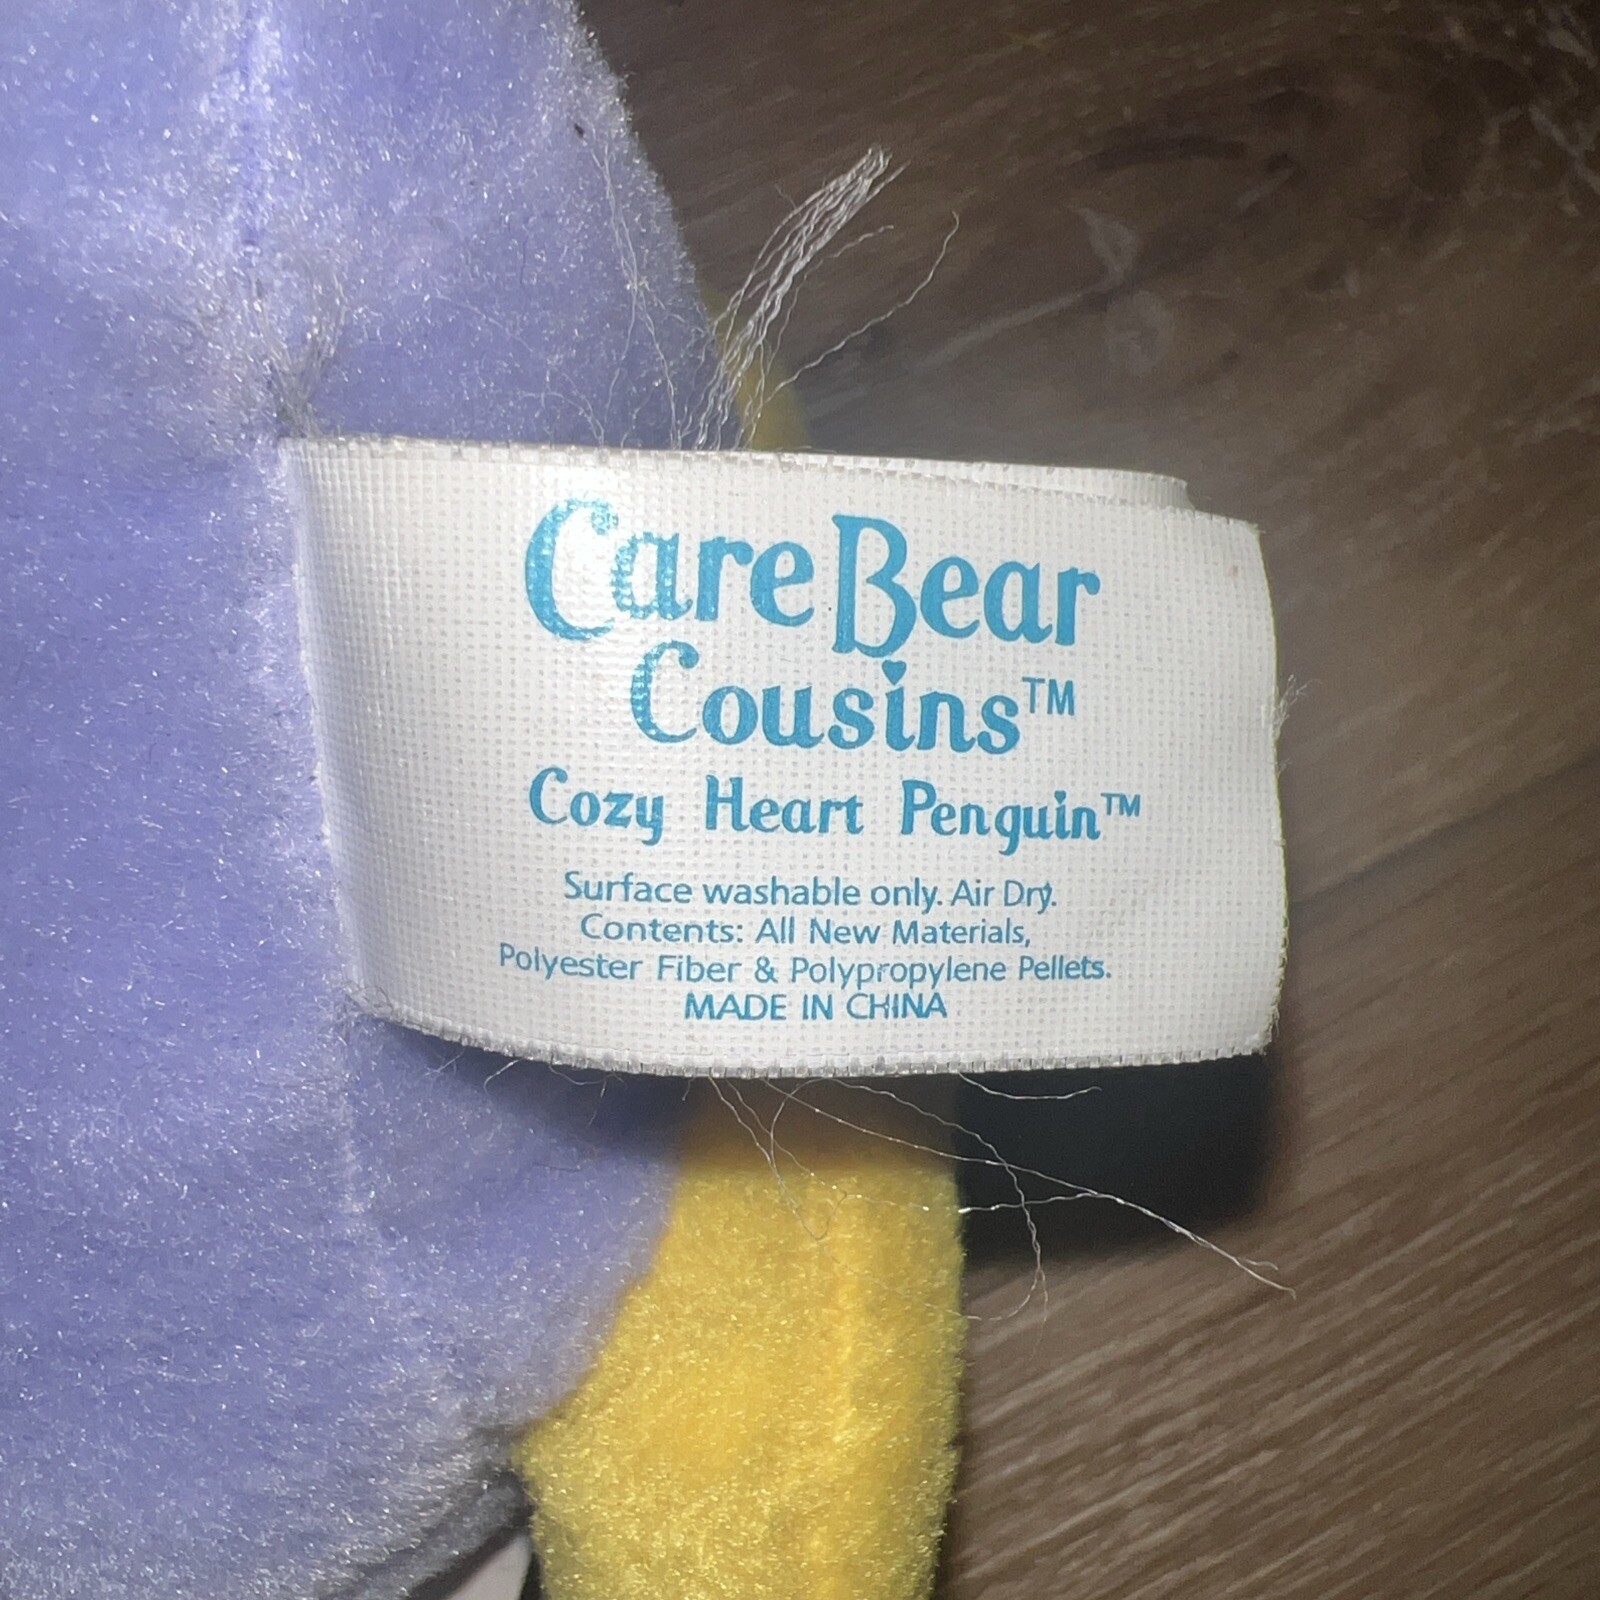 Care Bear
Cousins™
Cozy Heart Penguin™
Surface washable only. Air Dry.
Contents: All New Materials,
Polyester Fiber & Polypropylene Pellets.
MADE IN CHINA